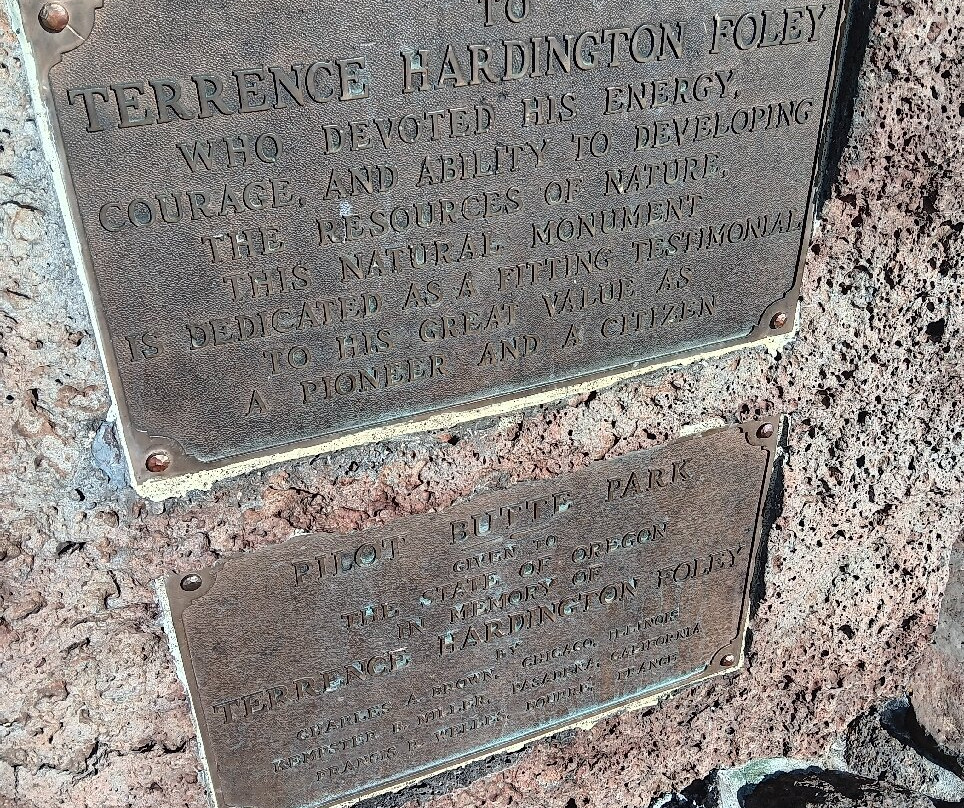 TO
TERRENCE HARDINGTON FOLEY
WHO DEVOTED HIS ENERGY,
COURAGE, AND ABILITY TO DEVELOPING
THE RESOURCES OF NATURE,
THIS NATURAL MONUMENT
IS DEDICATED AS A FITTING TESTIMONIAL
TO HIS GREAT VALUE AS
A PIONEER AND A CITIZEN
PILOT BUTTE PARK
GIVEN TO
THE STATE OF OREGON
IN MEMORY OF
TERRENCE HARDINGTON FOLEY
BY
CHARLES A. BROWN, CHICAGO, ILLINOIS
KEMPSTER B. MILLER, PASADENA, CALIFORNIA
FRANCIS R. WELLES, FRANCE